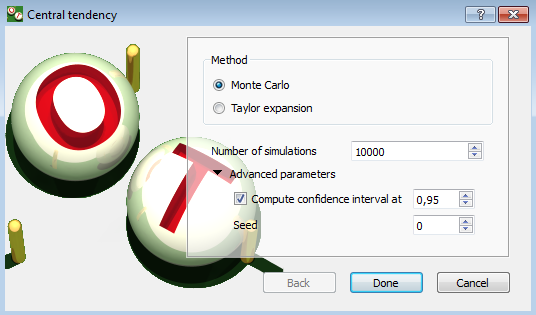 Central tendency
Method
Monte Carlo
Taylor expansion
Number of simulations 10000
Advanced parameters
Compute confidence interval at 0,95
Seed 0
Back Done Cancel